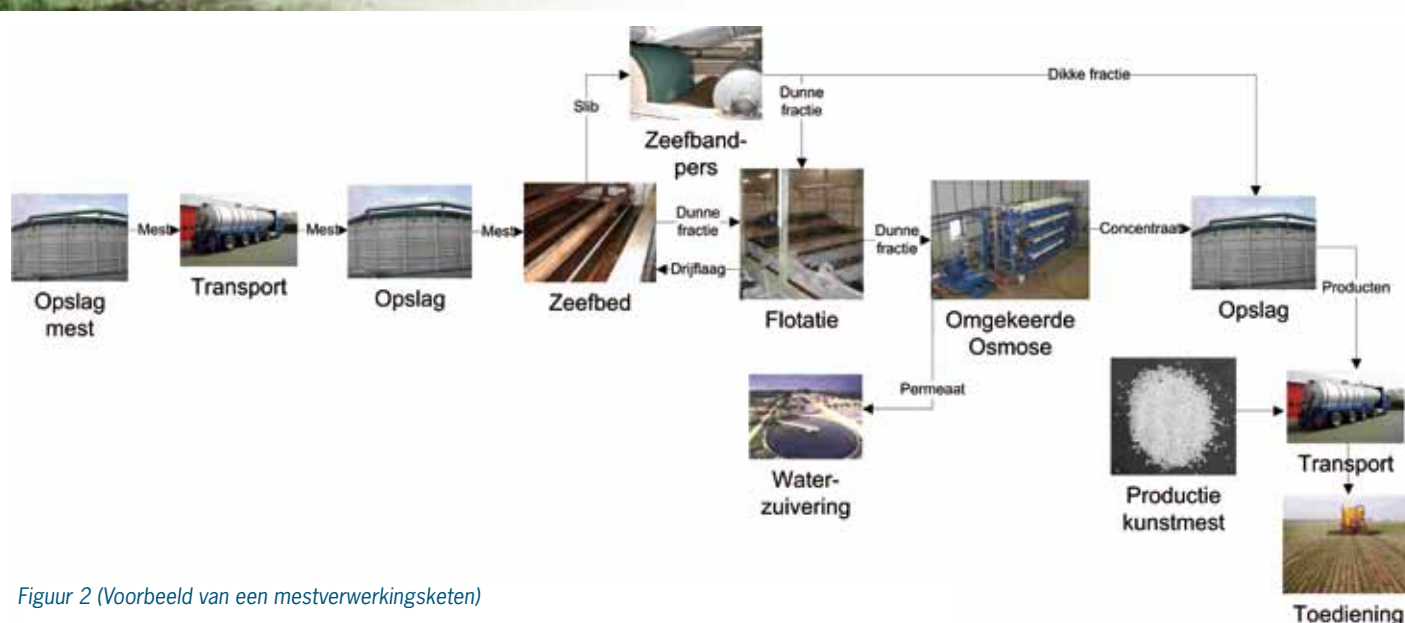 Slib
Zeefband-
pers
Dunne
fractie
Dikke fractie
Opslag
mest
Mest
Transport
Mest
Opslag
Mest
Zeefbed
Dunne
fractie
Drijflaag
Flotatie
Dunne
fractie
Omgekeerde
Osmose
Concentraat
Opslag
Producten
Permeaat
Water-
zuivering
Productie
kunstmest
Transport
Toediening
Figuur 2 (Voorbeeld van een mestverwerkingsketen)